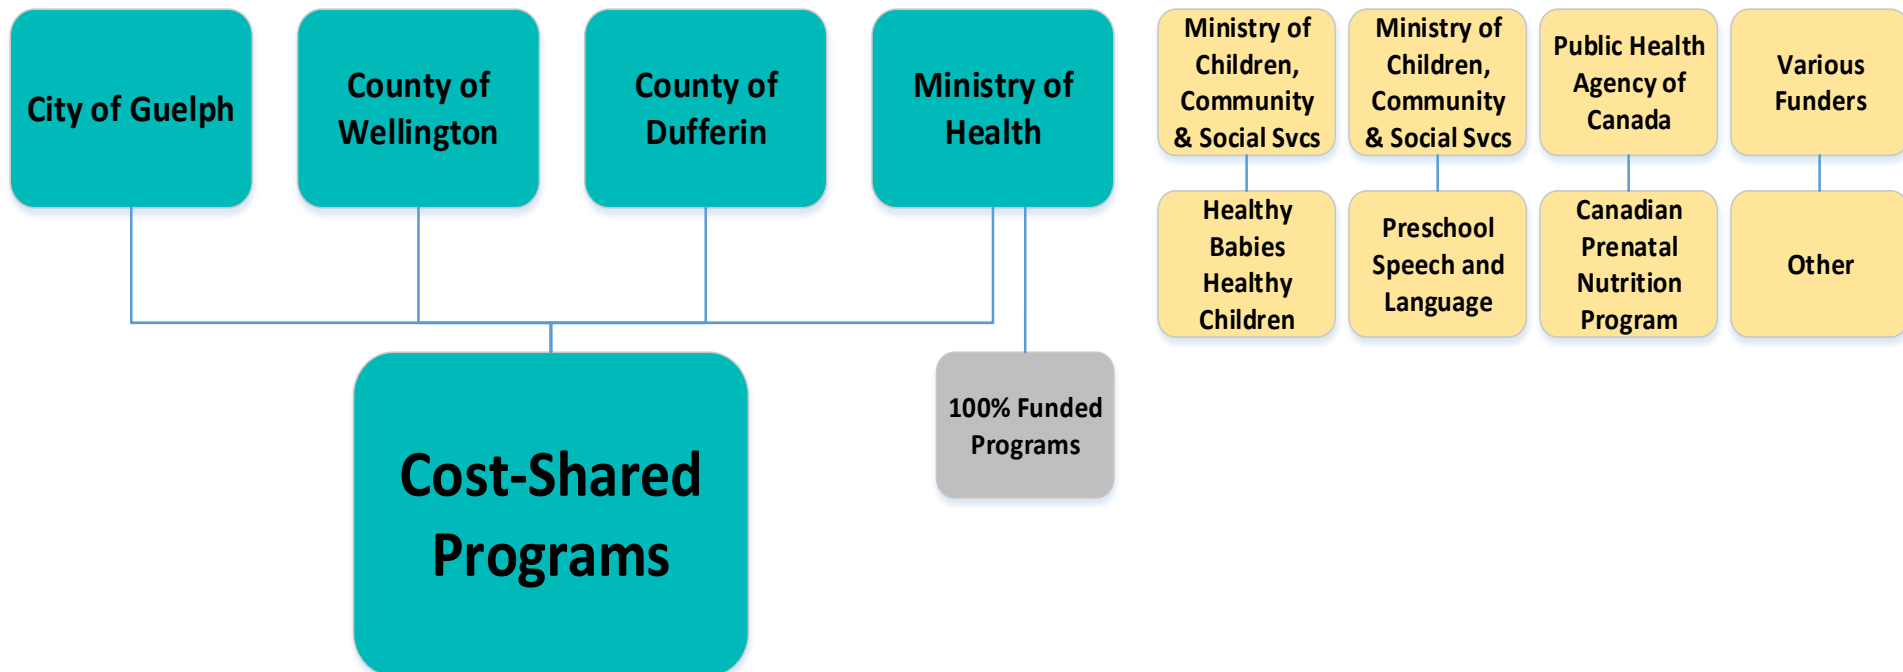 City of Guelph
County of
Wellington
County of
Dufferin
Ministry of
Health
Ministry of
Children,
Community
& Social Svcs
Ministry of
Children,
Community
& Social Svcs
Public Health
Agency of
Canada
Various
Funders
Healthy
Babies
Healthy
Children
Preschool
Speech and
Language
Canadian
Prenatal
Nutrition
Program
Other
Cost-Shared
Programs
100% Funded
Programs